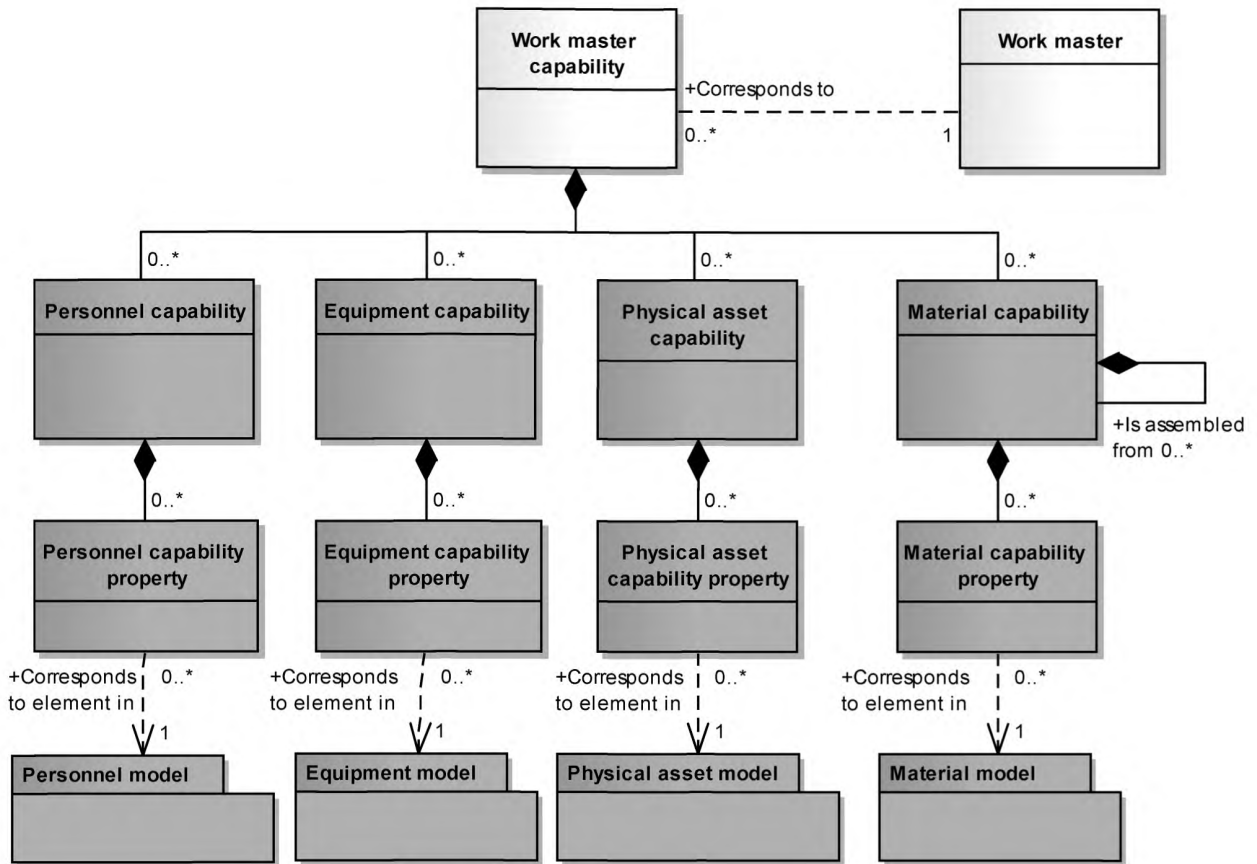 Work master
capability
Work master
+Corresponds to
0..*
1
0..*
0..*
0..*
0..*
Personnel capability
Equipment capability
Physical asset
capability
Material capability
+Is assembled
from 0..*
0..*
0..*
0..*
0..*
Personnel capability
property
Equipment capability
property
Physical asset
capability property
Material capability
property
+Corresponds
to element in
0..*
1
+Corresponds
to element in
0..*
1
+Corresponds
to element in
0..*
1
+Corresponds
to element in
0..*
1
Personnel model
Equipment model
Physical asset model
Material model